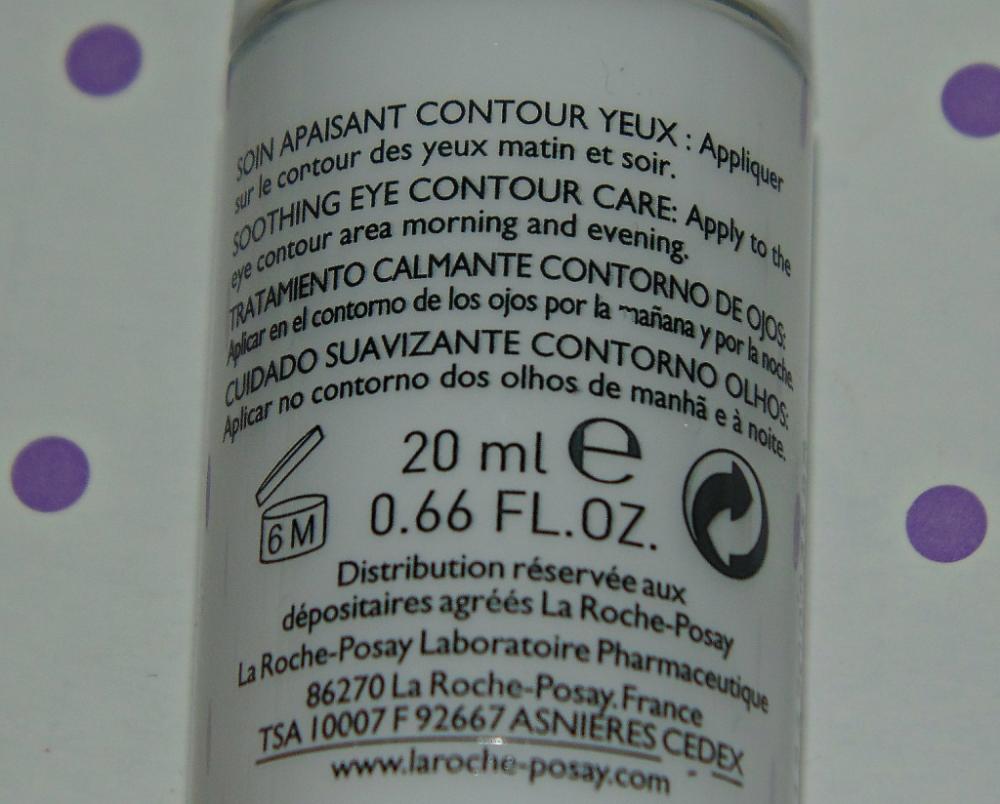 SOIN APAISANT CONTOUR YEUX : Appliquer
sur le contour des yeux matin et soir.
SOOTHING EYE CONTOUR CARE: Apply to the
eye contour area morning and evening.
TRATAMIENTO CALMANTE CONTORNO DE OJOS:
Aplicar en el contorno de los ojos por la mañana y por la noche.
CUIDADO SUAVIZANTE CONTORNO OLHOS:
Aplicar no contorno dos olhos de manhã e à noite.
20 ml e
6 M
0.66 FL.OZ.
Distribution réservée aux
dépositaires agréés La Roche-Posay
La Roche-Posay Laboratoire Pharmaceutique
86270 La Roche-Posay. France
TSA 10007 F 92667 ASNIÈRES CEDEX
www.laroche-posay.com